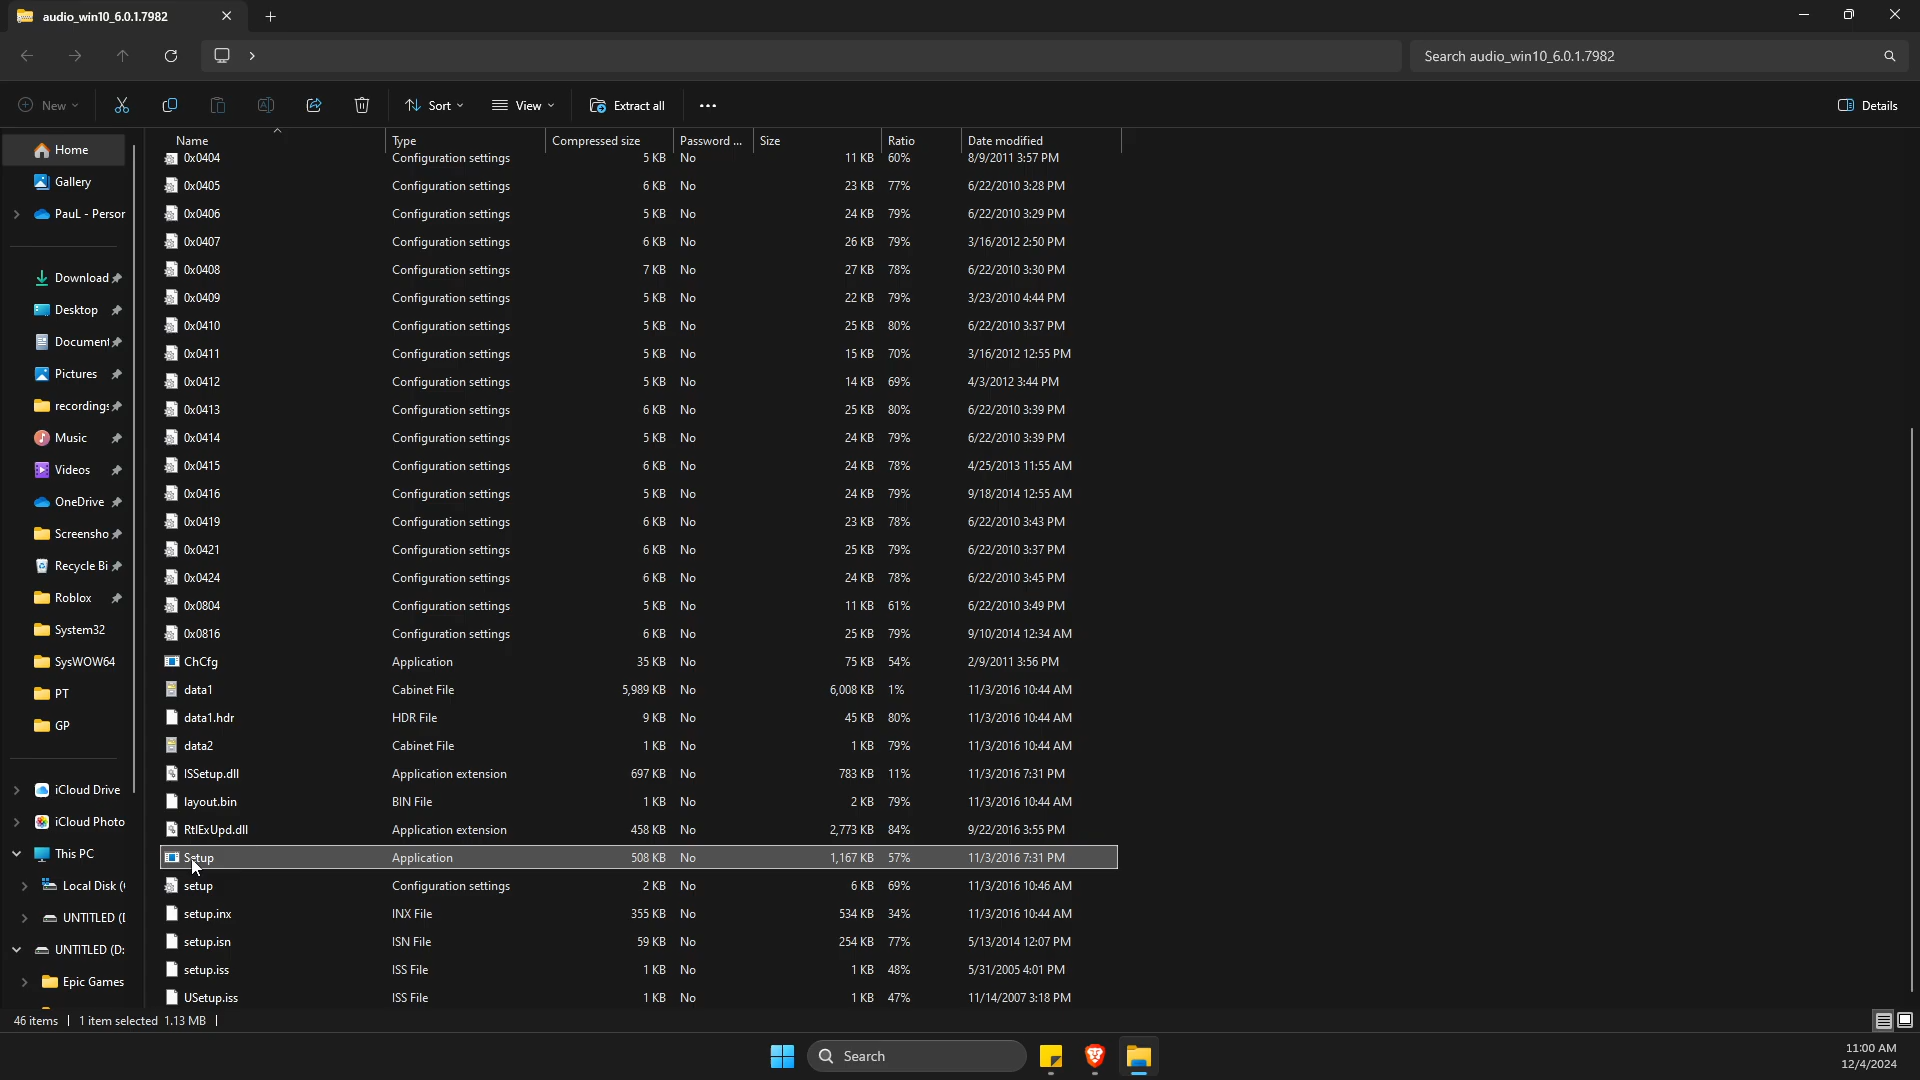 audio_win10_6.0.1.7982
Search audio_win10_6.0.1.7982
New
Sort
View
Extract all
Details
Name Type Compressed size Password ... Size Ratio Date modified
0x0404 Configuration settings 5 KB No 11 KB 60% 8/9/2011 3:57 PM
0x0405 Configuration settings 6 KB No 23 KB 77% 6/22/2010 3:28 PM
0x0406 Configuration settings 5 KB No 24 KB 79% 6/22/2010 3:29 PM
0x0407 Configuration settings 6 KB No 26 KB 79% 3/16/2012 2:50 PM
0x0408 Configuration settings 7 KB No 27 KB 78% 6/22/2010 3:30 PM
0x0409 Configuration settings 5 KB No 22 KB 79% 3/23/2010 4:44 PM
0x0410 Configuration settings 5 KB No 25 KB 80% 6/22/2010 3:37 PM
0x0411 Configuration settings 5 KB No 15 KB 70% 3/16/2012 12:55 PM
0x0412 Configuration settings 5 KB No 14 KB 69% 4/3/2012 3:44 PM
0x0413 Configuration settings 6 KB No 25 KB 80% 6/22/2010 3:39 PM
0x0414 Configuration settings 5 KB No 24 KB 79% 6/22/2010 3:39 PM
0x0415 Configuration settings 6 KB No 24 KB 78% 4/25/2013 11:55 AM
0x0416 Configuration settings 5 KB No 24 KB 79% 9/18/2014 12:55 AM
0x0419 Configuration settings 6 KB No 23 KB 78% 6/22/2010 3:43 PM
0x0421 Configuration settings 6 KB No 25 KB 79% 6/22/2010 3:37 PM
0x0424 Configuration settings 6 KB No 24 KB 78% 6/22/2010 3:45 PM
0x0804 Configuration settings 5 KB No 11 KB 61% 6/22/2010 3:49 PM
0x0816 Configuration settings 6 KB No 25 KB 79% 9/10/2014 12:34 AM
ChCfg Application 35 KB No 75 KB 54% 2/9/2011 3:56 PM
data1 Cabinet File 5,989 KB No 6,008 KB 1% 11/3/2016 10:44 AM
data1.hdr HDR File 9 KB No 45 KB 80% 11/3/2016 10:44 AM
data2 Cabinet File 1 KB No 1 KB 79% 11/3/2016 10:44 AM
ISSetup.dll Application extension 697 KB No 783 KB 11% 11/3/2016 7:31 PM
layout.bin BIN File 1 KB No 2 KB 79% 11/3/2016 10:44 AM
RtlExUpd.dll Application extension 458 KB No 2,773 KB 84% 9/22/2016 3:55 PM
Setup Application 508 KB No 1,167 KB 57% 11/3/2016 7:31 PM
setup Configuration settings 2 KB No 6 KB 69% 11/3/2016 10:46 AM
setup.inx INX File 355 KB No 534 KB 34% 11/3/2016 10:44 AM
setup.isn ISN File 59 KB No 254 KB 77% 5/13/2014 12:07 PM
setup.iss ISS File 1 KB No 1 KB 48% 5/31/2005 4:01 PM
USetup.iss ISS File 1 KB No 1 KB 47% 11/14/2007 3:18 PM
Home
Gallery
PauL - Person
Download
Desktop
Document
Pictures
recordings
Music
Videos
OneDrive
Screensho
Recycle Bi
Roblox
System32
SysWOW64
PT
GP
iCloud Drive
iCloud Photo
This PC
Local Disk (
UNTITLED (
UNTITLED (D:
Epic Games
46 items 1 item selected 1.13 MB
Search
11:00 AM
12/4/2024